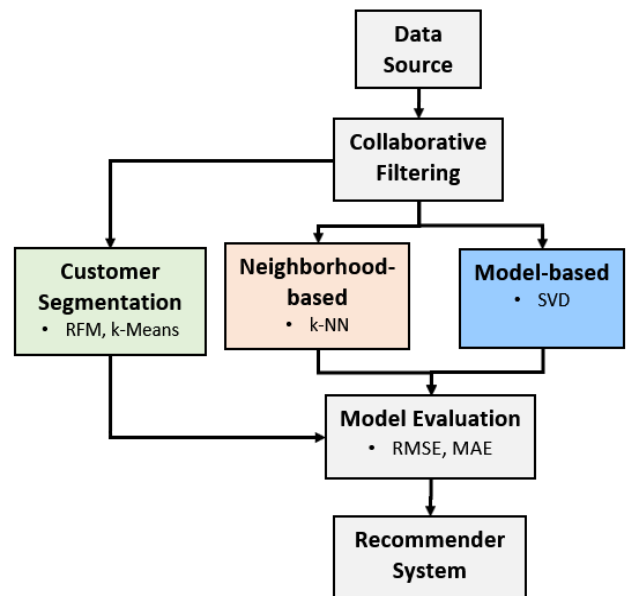 Data
Source
Collaborative
Filtering
Customer
Segmentation
• RFM, k-Means
Neighborhood-
based
• k-NN
Model-based
• SVD
Model Evaluation
• RMSE, MAE
Recommender
System